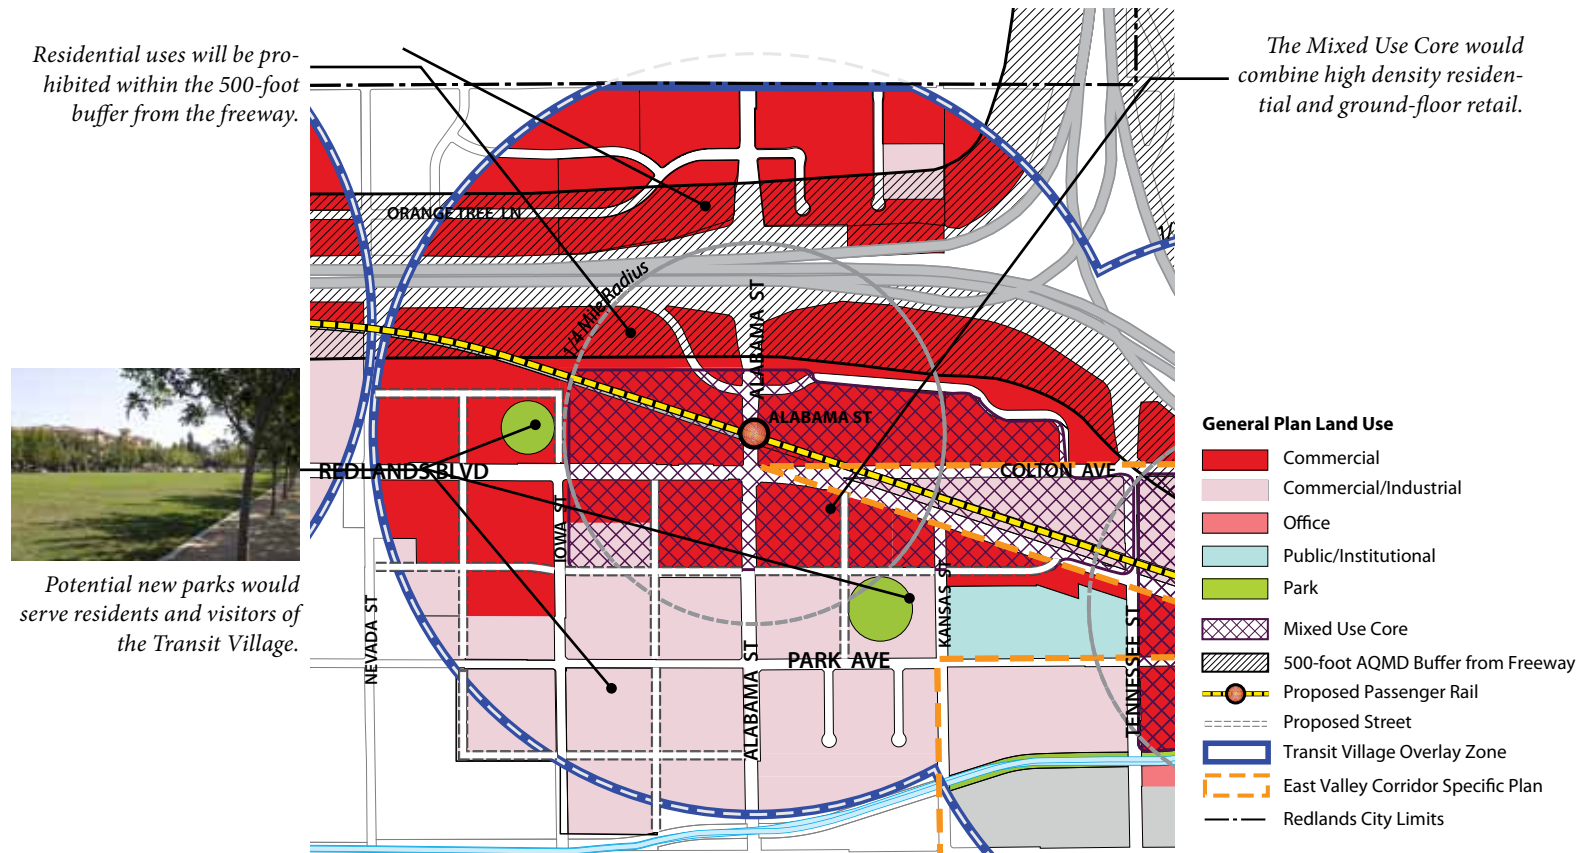 Residential uses will be pro-
hibited within the 500-foot
buffer from the freeway.
The Mixed Use Core would
combine high density residen-
tial and ground-floor retail.
ORANGE TREE LN
1/4 Mile Radius
ALABAMA ST
ALABAMA ST
REDLANDS BLVD
COLTON AVE
IOWA ST
KANSAS ST
NEVADA ST
TENNESSEE ST
PARK AVE
ALABAMA ST
Potential new parks would
serve residents and visitors of
the Transit Village.
General Plan Land Use
Commercial
Commercial/Industrial
Office
Public/Institutional
Park
Mixed Use Core
500-foot AQMD Buffer from Freeway
Proposed Passenger Rail
Proposed Street
Transit Village Overlay Zone
East Valley Corridor Specific Plan
Redlands City Limits